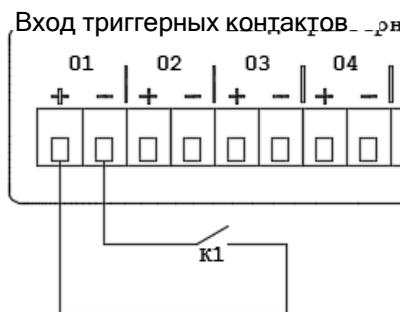 Вход триггерных контактов
01 02 03 04
+ - + - + - + -
K1